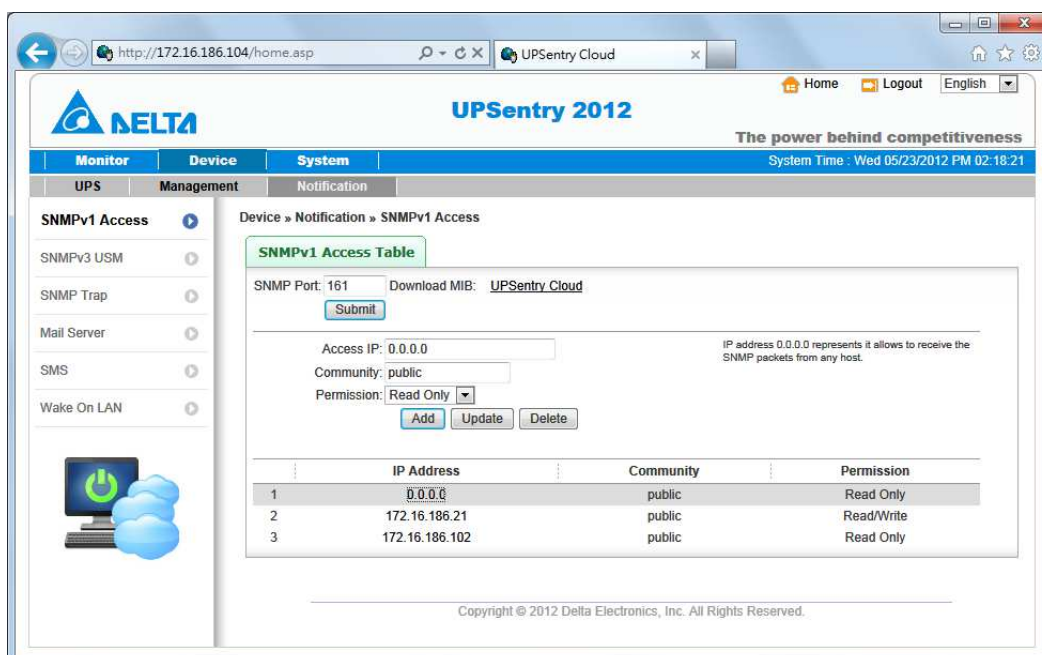 http://172.16.186.104/home.asp
UPSentry Cloud
Home Logout English
DELTA
UPSentry 2012
The power behind competitiveness
Monitor Device System System Time : Wed 05/23/2012 PM 02:18:21
UPS Management Notification
SNMPv1 Access
SNMPv3 USM
SNMP Trap
Mail Server
SMS
Wake On LAN
Device » Notification » SNMPv1 Access
SNMPv1 Access Table
SNMP Port: 161 Download MIB: UPSentry Cloud
Submit
Access IP: 0.0.0.0
Community: public
Permission: Read Only
Add Update Delete
IP address 0.0.0.0 represents it allows to receive the
SNMP packets from any host.
IP Address Community Permission
1 0.0.0.0 public Read Only
2 172.16.186.21 public Read/Write
3 172.16.186.102 public Read Only
Copyright © 2012 Delta Electronics, Inc. All Rights Reserved.